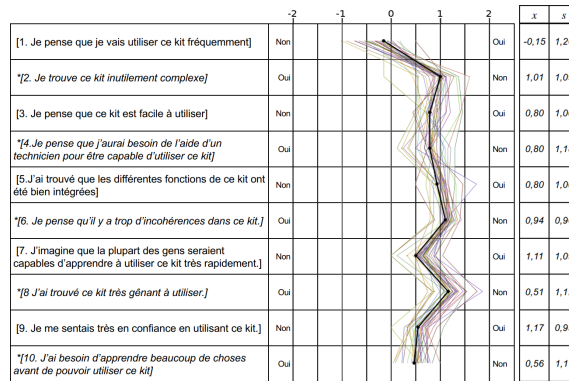 -2 -1 0 1 2 x s
[1. Je pense que je vais utiliser ce kit fréquemment] Non Oui -0,15
*[2. Je trouve ce kit inutilement complexe] Oui Non 1,01
[3. Je pense que ce kit est facile à utiliser] Non Oui 0,80
*[4.Je pense que j'aurai besoin de l'aide d'un
technicien pour être capable d'utiliser ce kit] Oui Non 0,80
[5.J'ai trouvé que les différentes fonctions de ce kit ont
été bien intégrées] Non Oui 0,80
*[6. Je pense qu'il y a trop d'incohérences dans ce kit.] Oui Non 0,94
[7. J'imagine que la plupart des gens seraient
capables d'apprendre à utiliser ce kit très rapidement.] Non Oui 1,11
*[8 J'ai trouvé ce kit très gênant à utiliser.] Oui Non 0,51
[9. Je me sentais très en confiance en utilisant ce kit.] Non Oui 1,17
*[10. J'ai besoin d'apprendre beaucoup de choses
avant de pouvoir utiliser ce kit] Oui Non 0,56